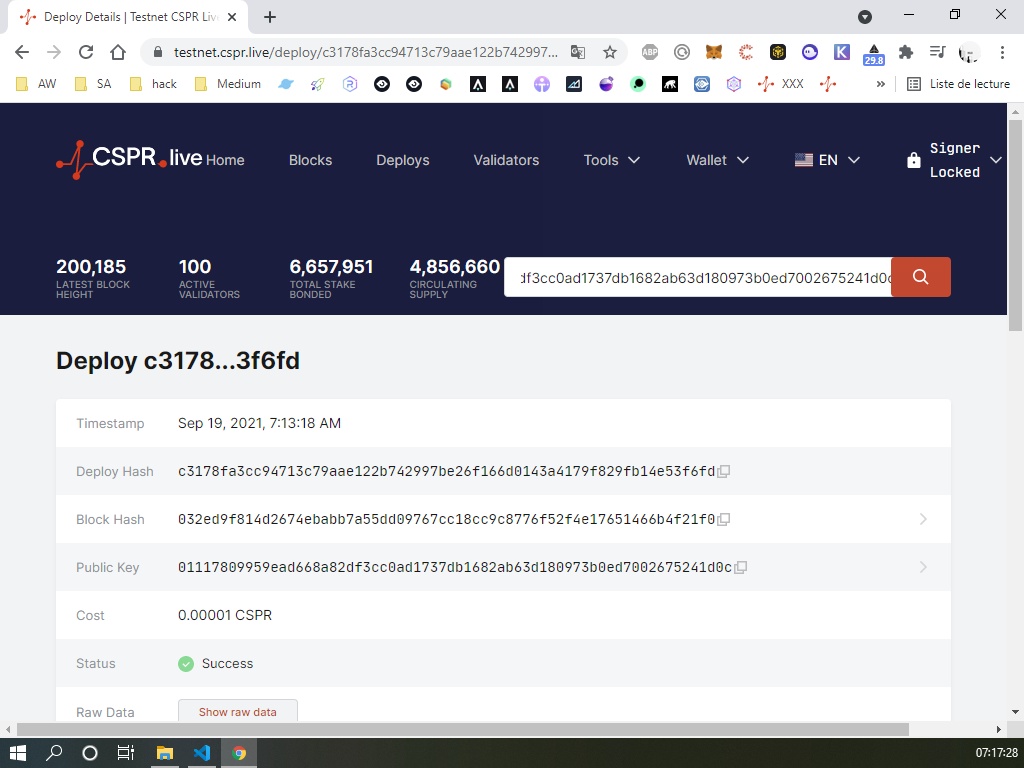 Deploy Details | Testnet CSPR Liv
testnet.cspr.live/deploy/c3178fa3cc94713c79aae122b742997...
ABP
K
29.8
AW
SA
hack
Medium
XXX
»
Liste de lecture
CSPR.live
Home
Blocks
Deploys
Validators
Tools
Wallet
EN
Signer
Locked
200,185
LATEST BLOCK
HEIGHT
100
ACTIVE
VALIDATORS
6,657,951
TOTAL STAKE
BONDED
4,856,660
CIRCULATING
SUPPLY
df3cc0ad1737db1682ab63d180973b0ed7002675241d0c
Deploy c3178...3f6fd
Timestamp Sep 19, 2021, 7:13:18 AM
Deploy Hash c3178fa3cc94713c79aae122b742997be26f166d0143a4179f829fb14e53f6fd
Block Hash 032ed9f814d2674ebabb7a55dd09767cc18cc9c8776f52f4e17651466b4f21f0
Public Key 01117809959ead668a82df3cc0ad1737db1682ab63d180973b0ed7002675241d0c
Cost 0.00001 CSPR
Status Success
Raw Data Show raw data
07:17:28